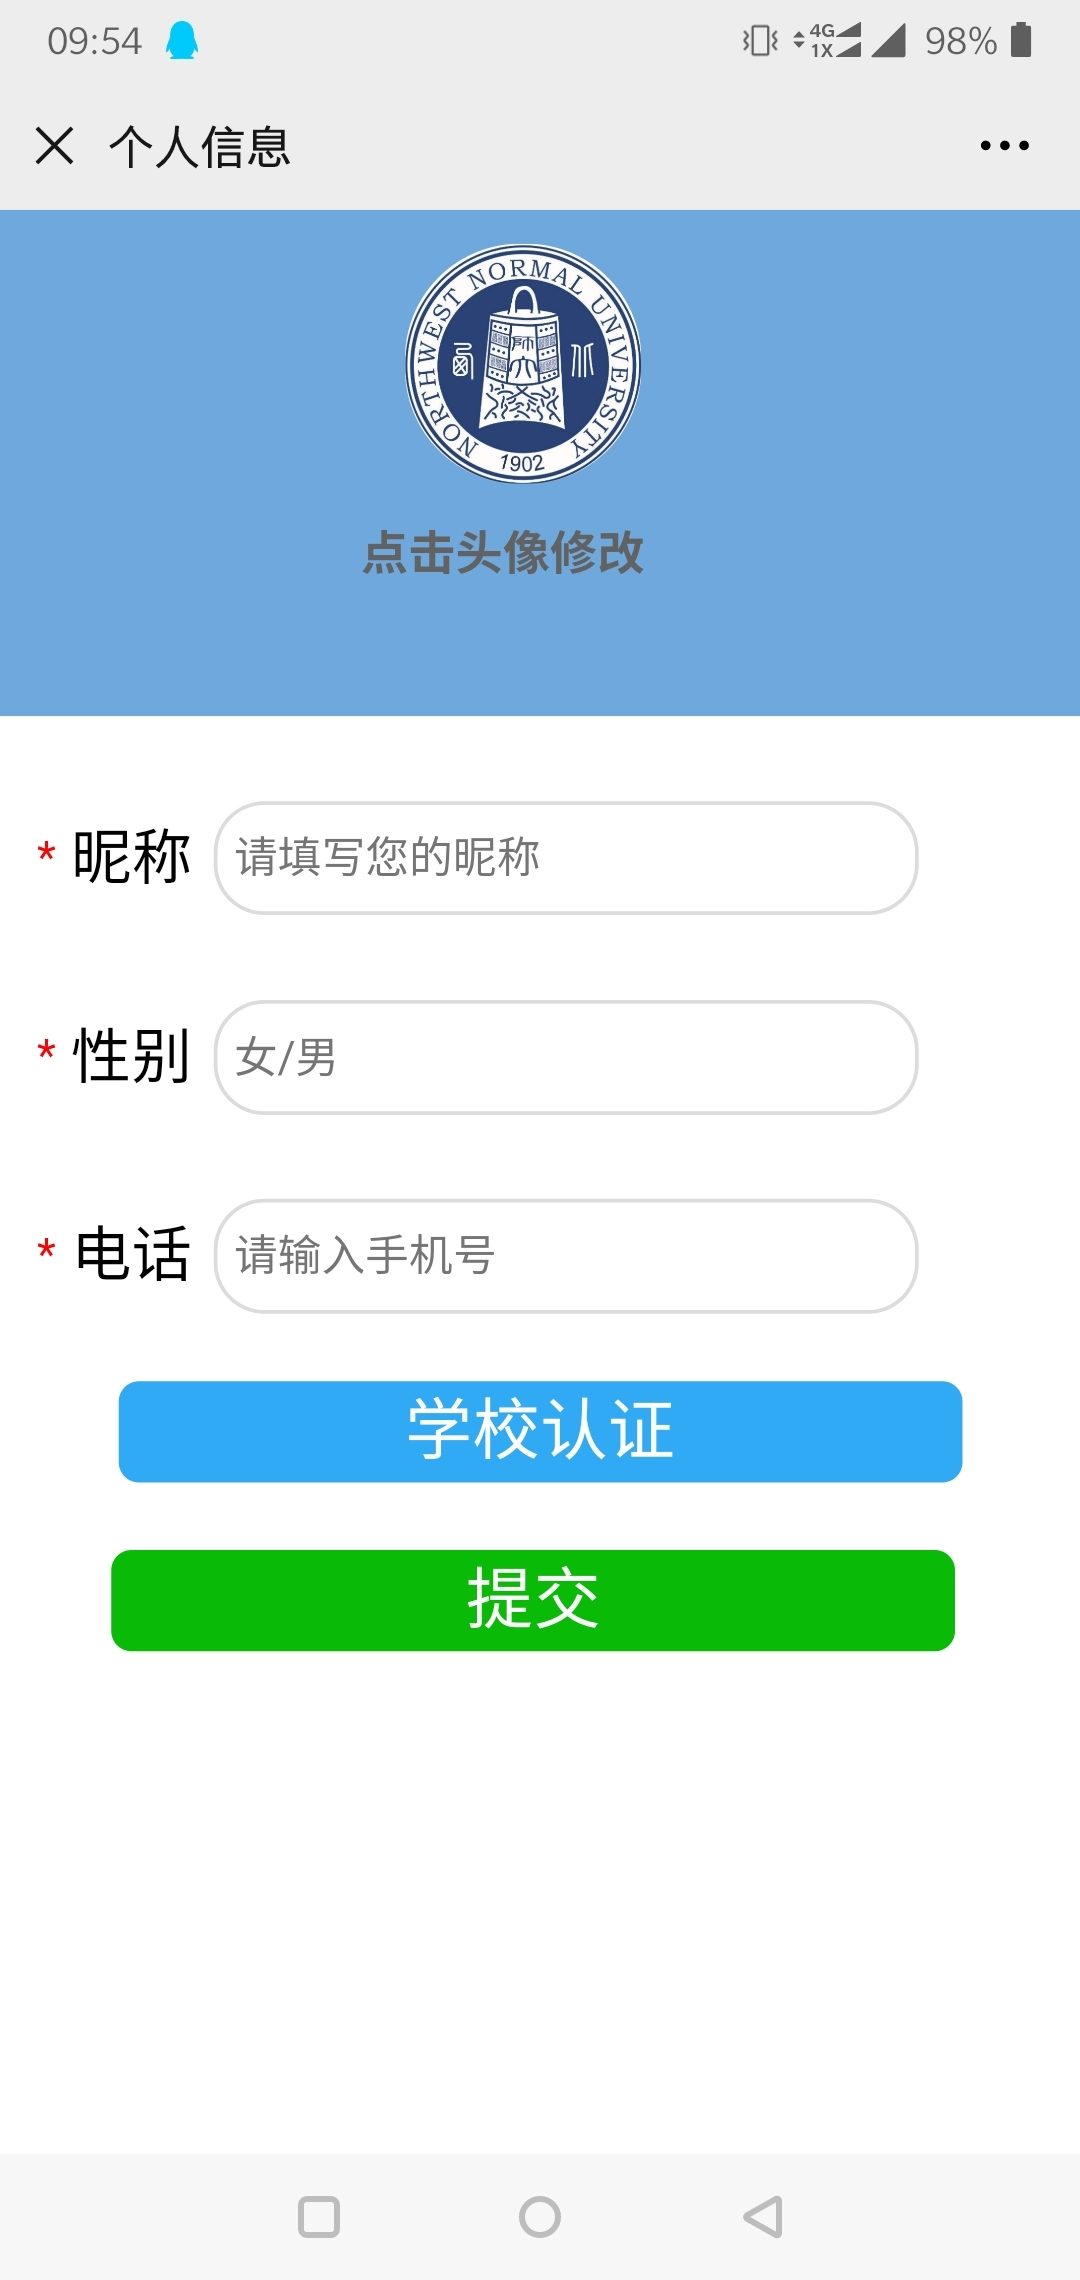 09:54 4G 1X 98%
个人信息
NORTHWEST NORMAL UNIVERSITY
師
大
1902
点击头像修改
* 昵称 请填写您的昵称
* 性别 女/男
* 电话 请输入手机号
学校认证
提交